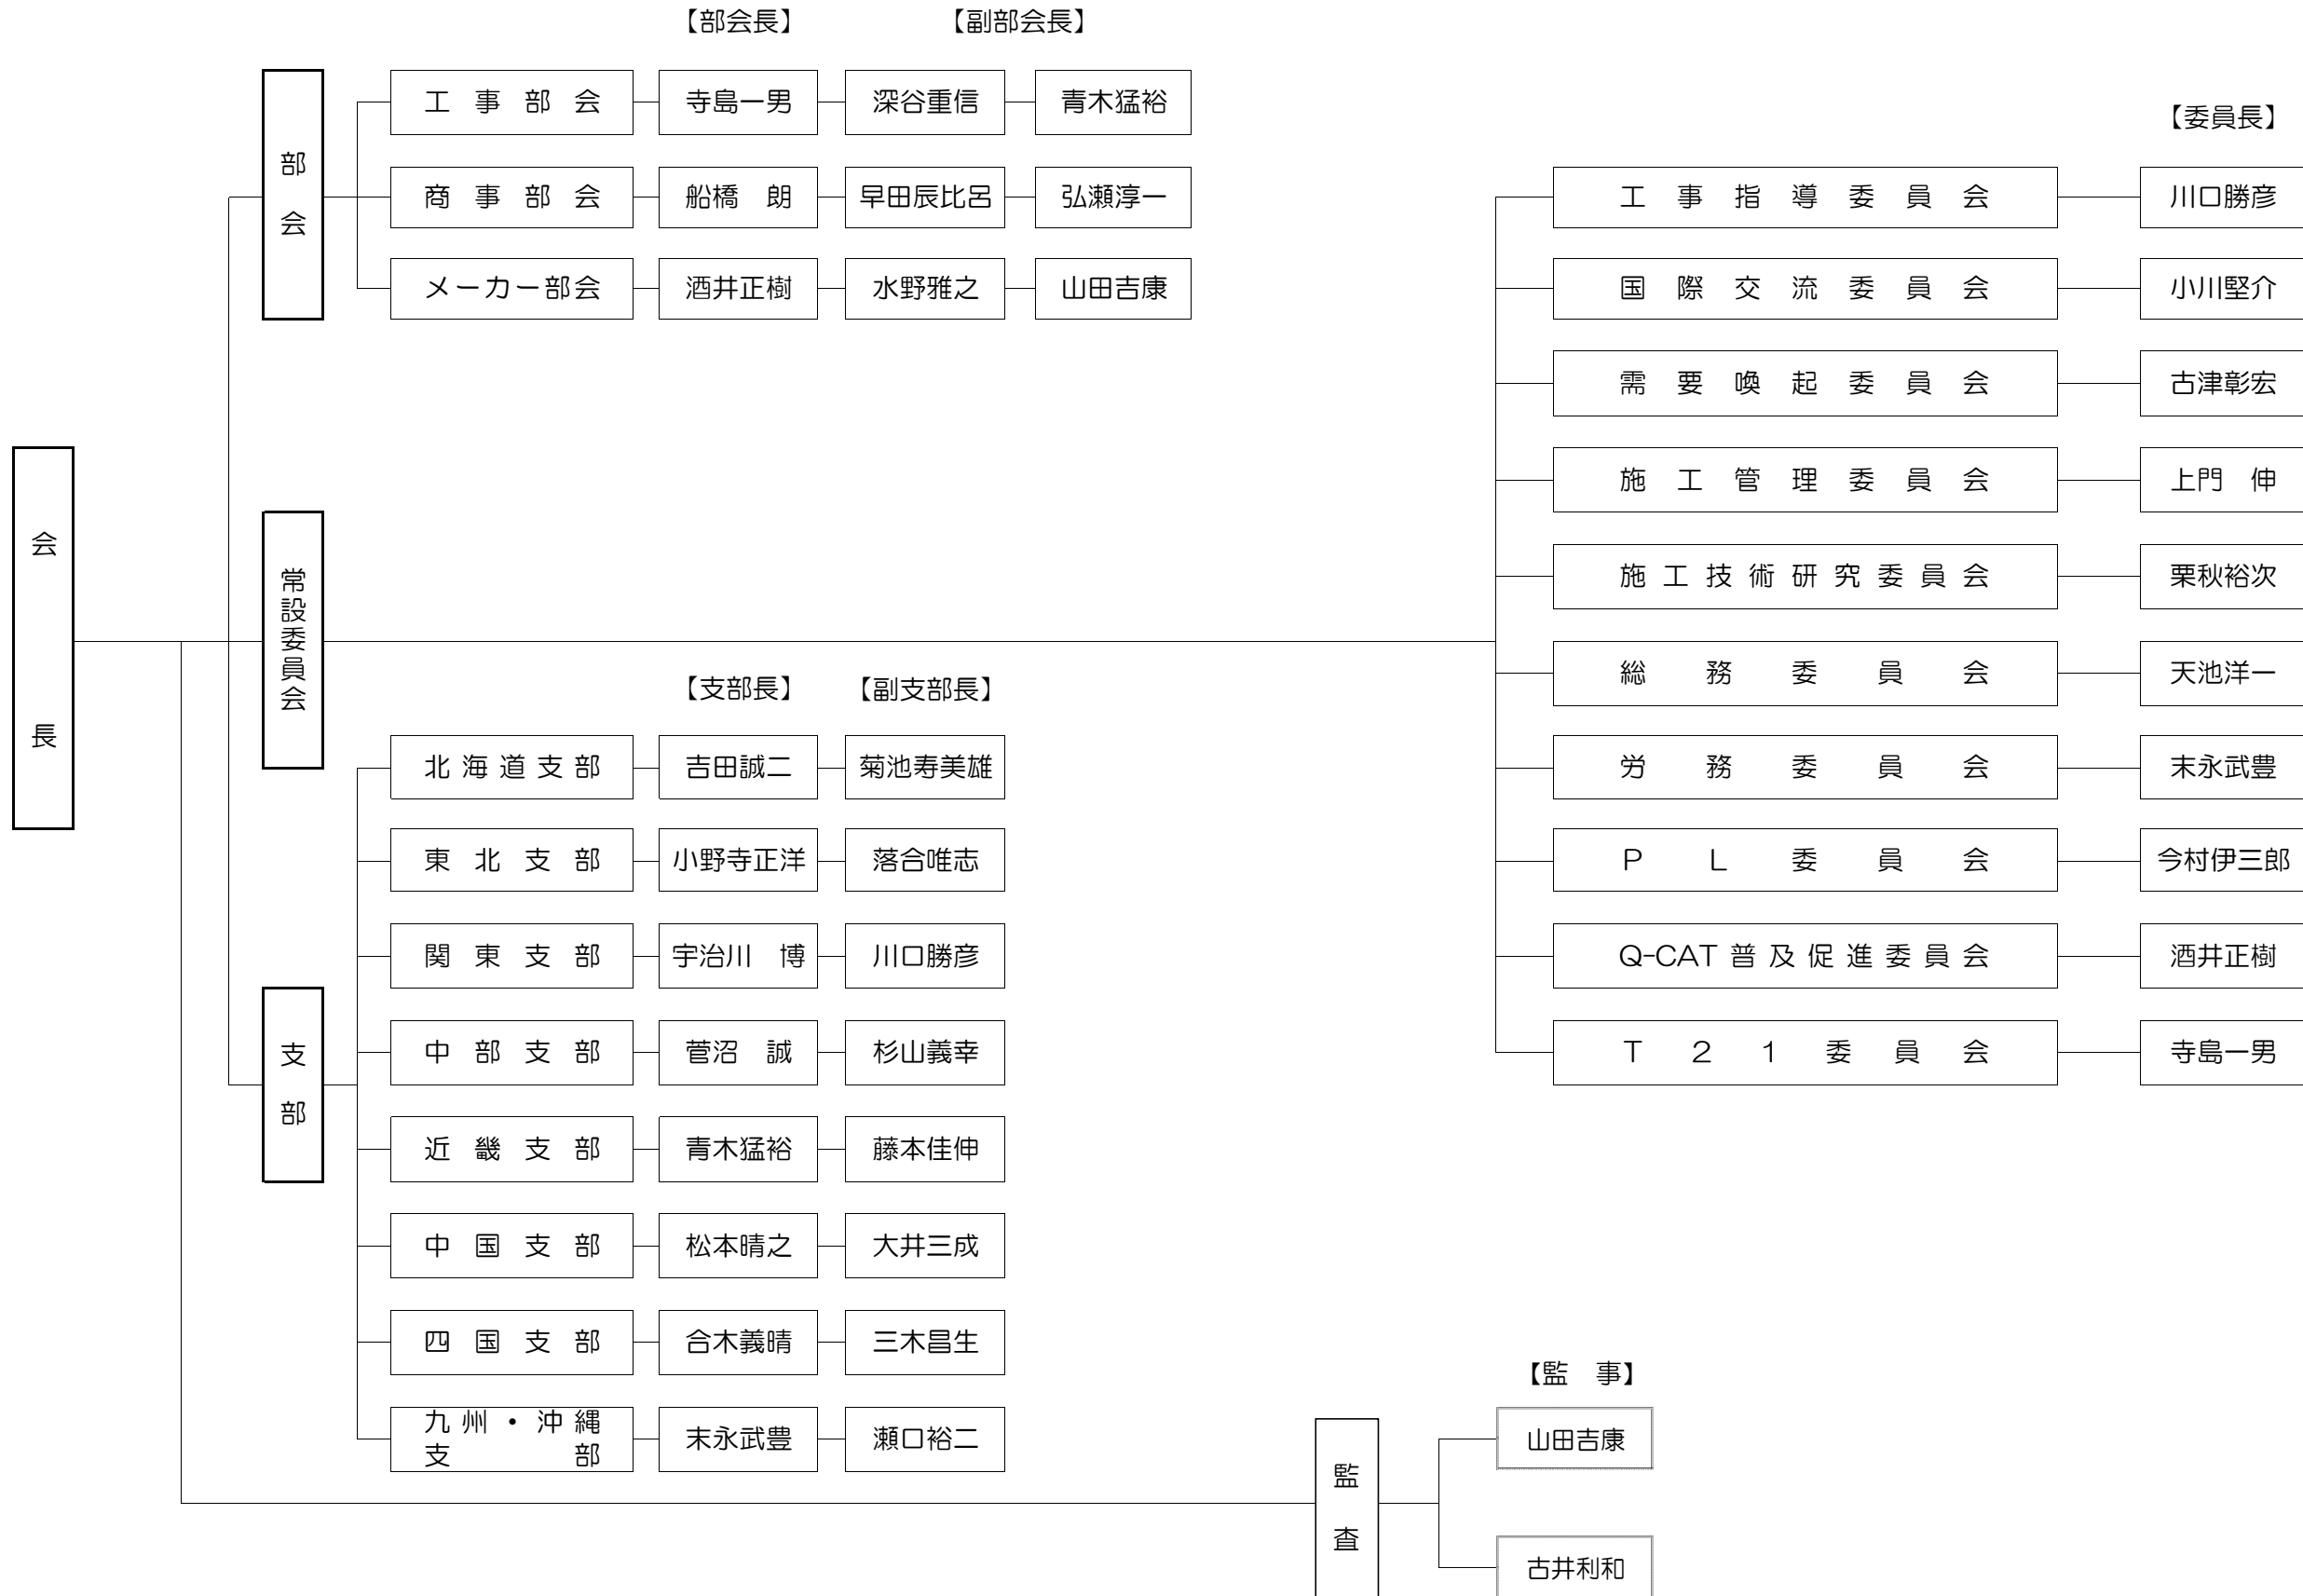 【部会長】 【副部会長】
部会
工事部会 寺島一男 深谷重信 青木猛裕
商事部会 船橋　朗 早田辰比呂 弘瀬淳一
メーカー部会 酒井正樹 水野雅之 山田吉康
【委員長】
工事指導委員会 川口勝彦
国際交流委員会 小川堅介
需要喚起委員会 古津彰宏
施工管理委員会 上門　伸
施工技術研究委員会 栗秋裕次
総務委員会 天池洋一
労務委員会 末永武豊
PL委員会 今村伊三郎
Q-CAT普及促進委員会 酒井正樹
T21委員会 寺島一男
会長
常設委員会
【支部長】 【副支部長】
支部
北海道支部 吉田誠二 菊池寿美雄
東北支部 小野寺正洋 落合唯志
関東支部 宇治川　博 川口勝彦
中部支部 菅沼　誠 杉山義幸
近畿支部 青木猛裕 藤本佳伸
中国支部 松本晴之 大井三成
四国支部 合木義晴 三木昌生
九州・沖縄
支部 末永武豊 瀬口裕二
【監　事】
監査
山田吉康
古井利和